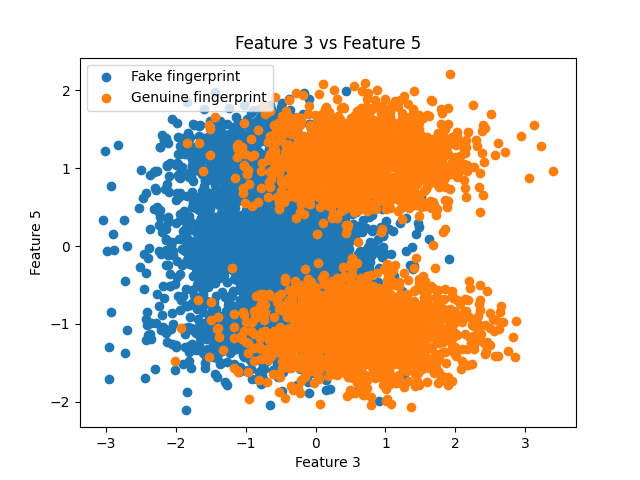 Feature 3 vs Feature 5
Fake fingerprint
Genuine fingerprint
2
1
0
−1
−2
Feature 5
−3 −2 −1 0 1 2 3
Feature 3